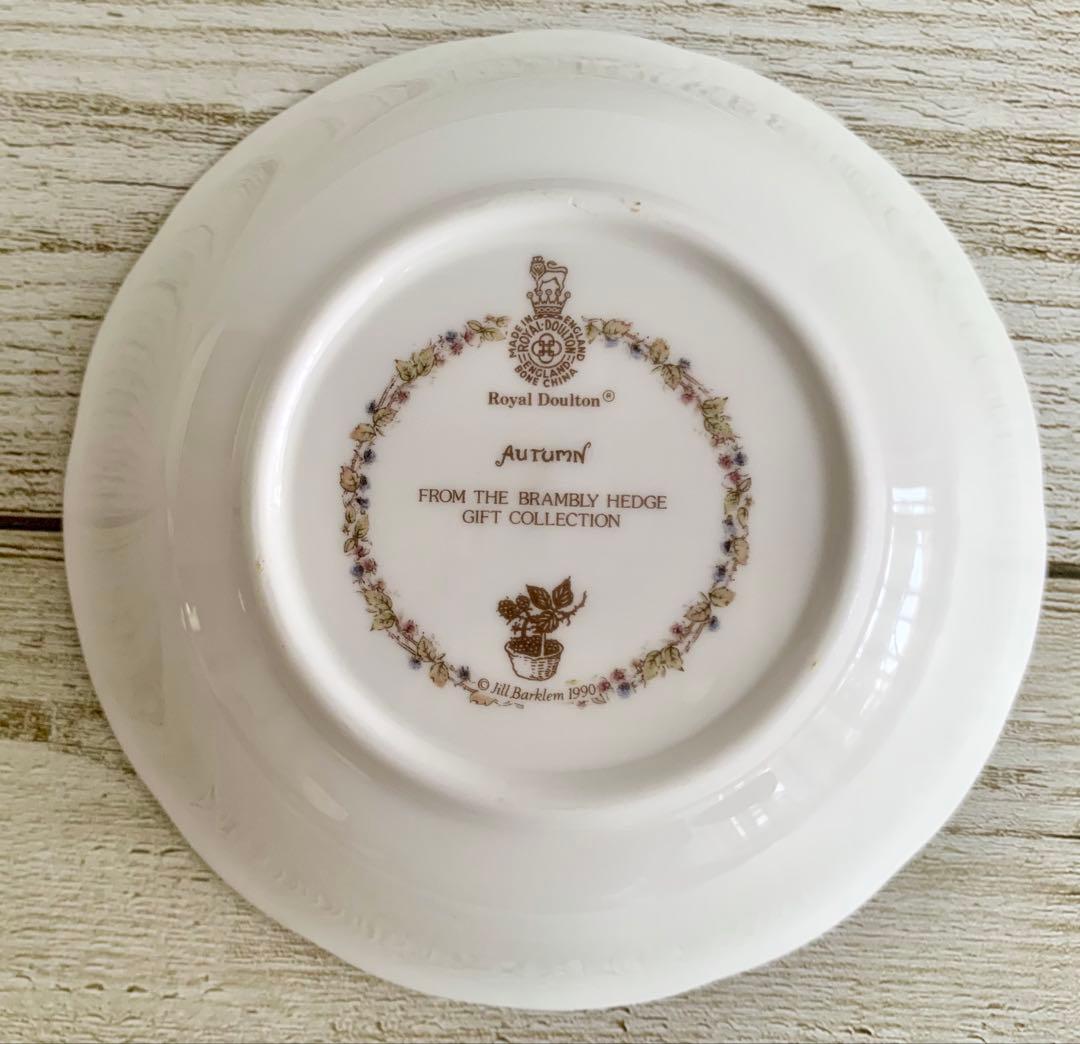 MADE IN ENGLAND
ROYAL·DOULTON
ENGLAND
BONE CHINA
Royal Doulton®
AUTUMN
FROM THE BRAMBLY HEDGE
GIFT COLLECTION
© Jill Barklem 1990